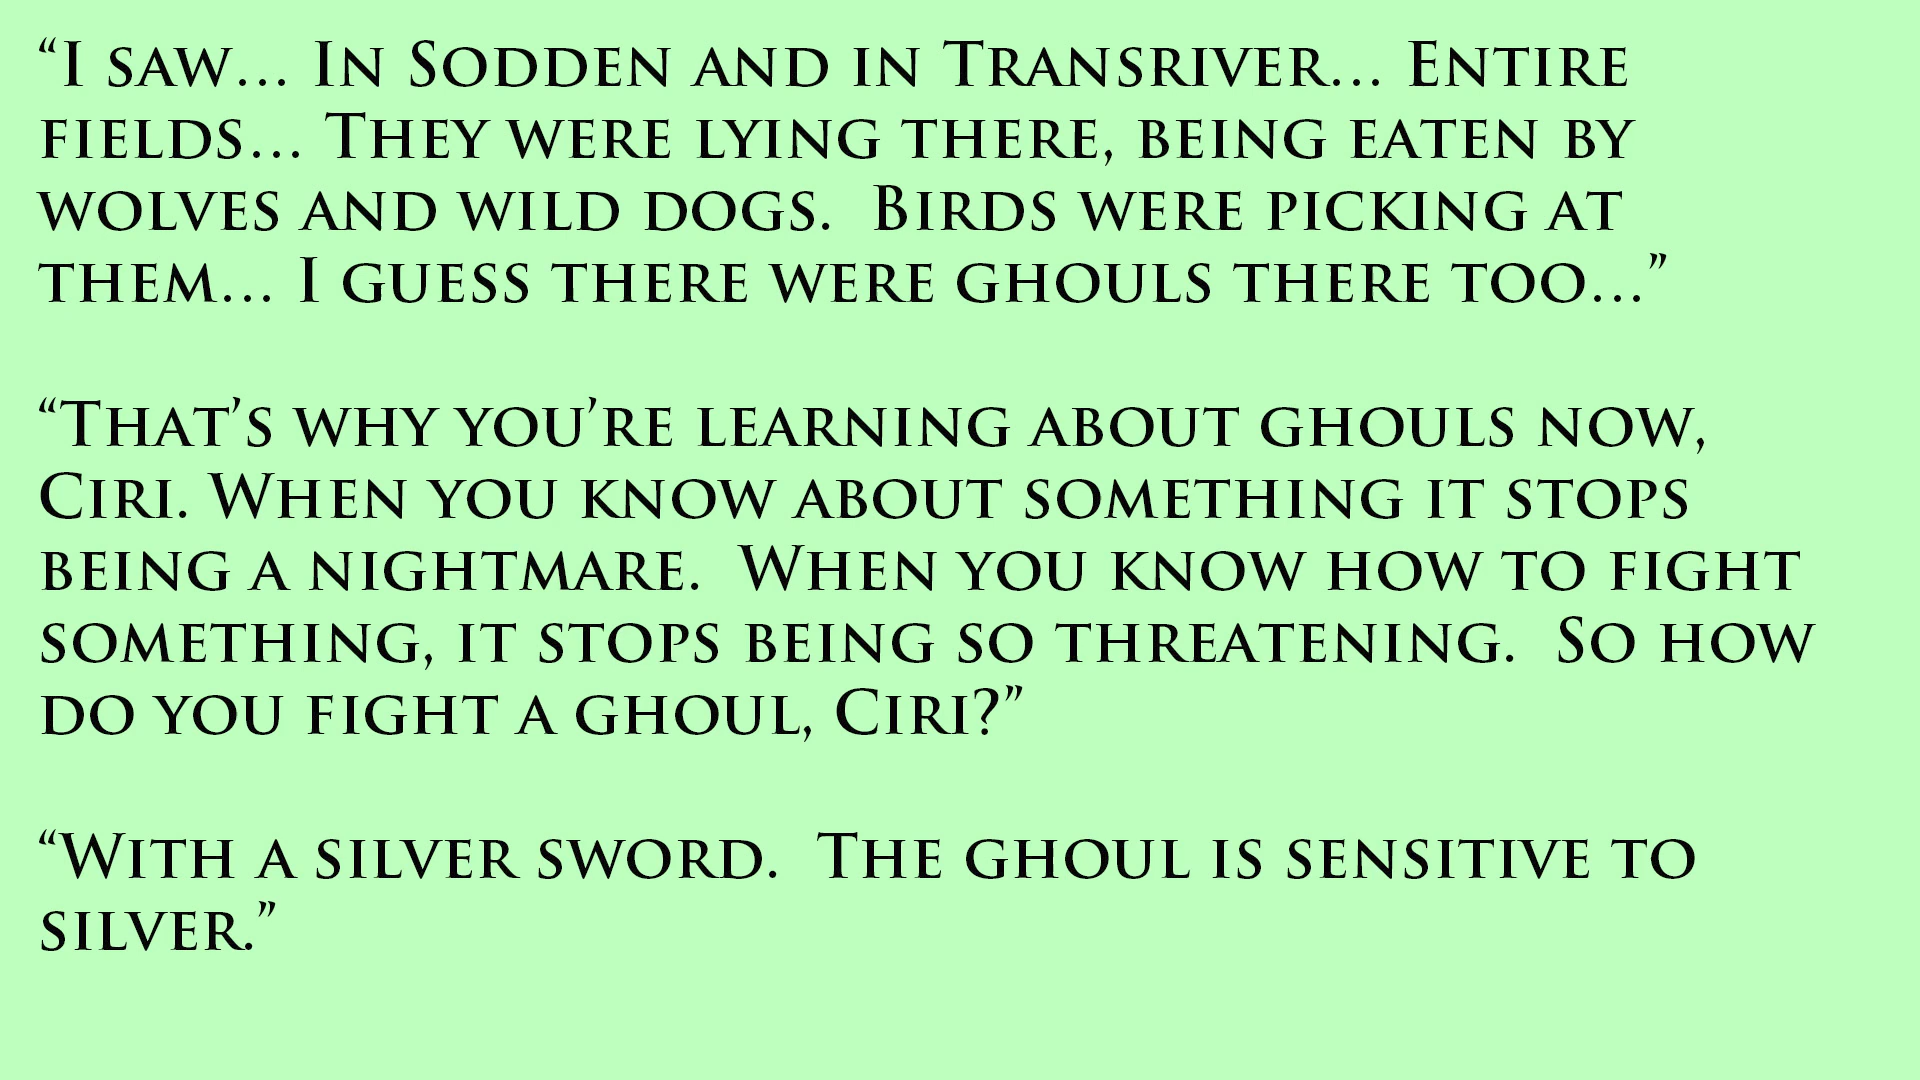 “I saw… In Sodden and in Transriver… Entire
fields… They were lying there, being eaten by
wolves and wild dogs.  Birds were picking at
them… I guess there were ghouls there too…”
“That’s why you’re learning about ghouls now,
Ciri. When you know about something it stops
being a nightmare.  When you know how to fight
something, it stops being so threatening.  So how
do you fight a ghoul, Ciri?”
“With a silver sword.  The ghoul is sensitive to
silver.”